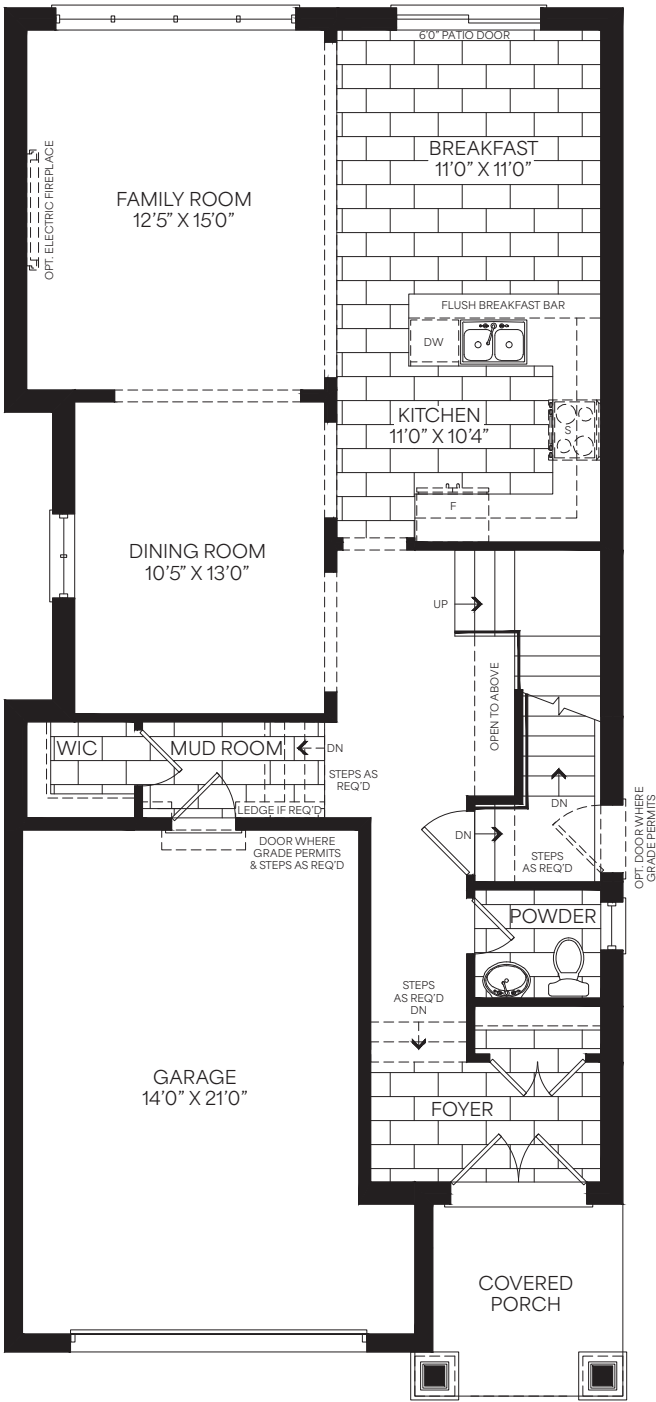 6'0" PATIO DOOR
BREAKFAST
11'0" X 11'0"
OPT. ELECTRIC FIREPLACE
FAMILY ROOM
12'5" X 15'0"
FLUSH BREAKFAST BAR
DW
KITCHEN
11'0" X 10'4"
S
F
DINING ROOM
10'5" X 13'0"
UP
OPEN TO ABOVE
WIC
MUD ROOM
DN
STEPS AS
REQ'D
LEDGE IF REQ'D
DOOR WHERE
GRADE PERMITS
& STEPS AS REQ'D
DN
DN
STEPS
AS REQ'D
OPT. DOOR WHERE
GRADE PERMITS
POWDER
STEPS
AS REQ'D
DN
GARAGE
14'0" X 21'0"
FOYER
COVERED
PORCH